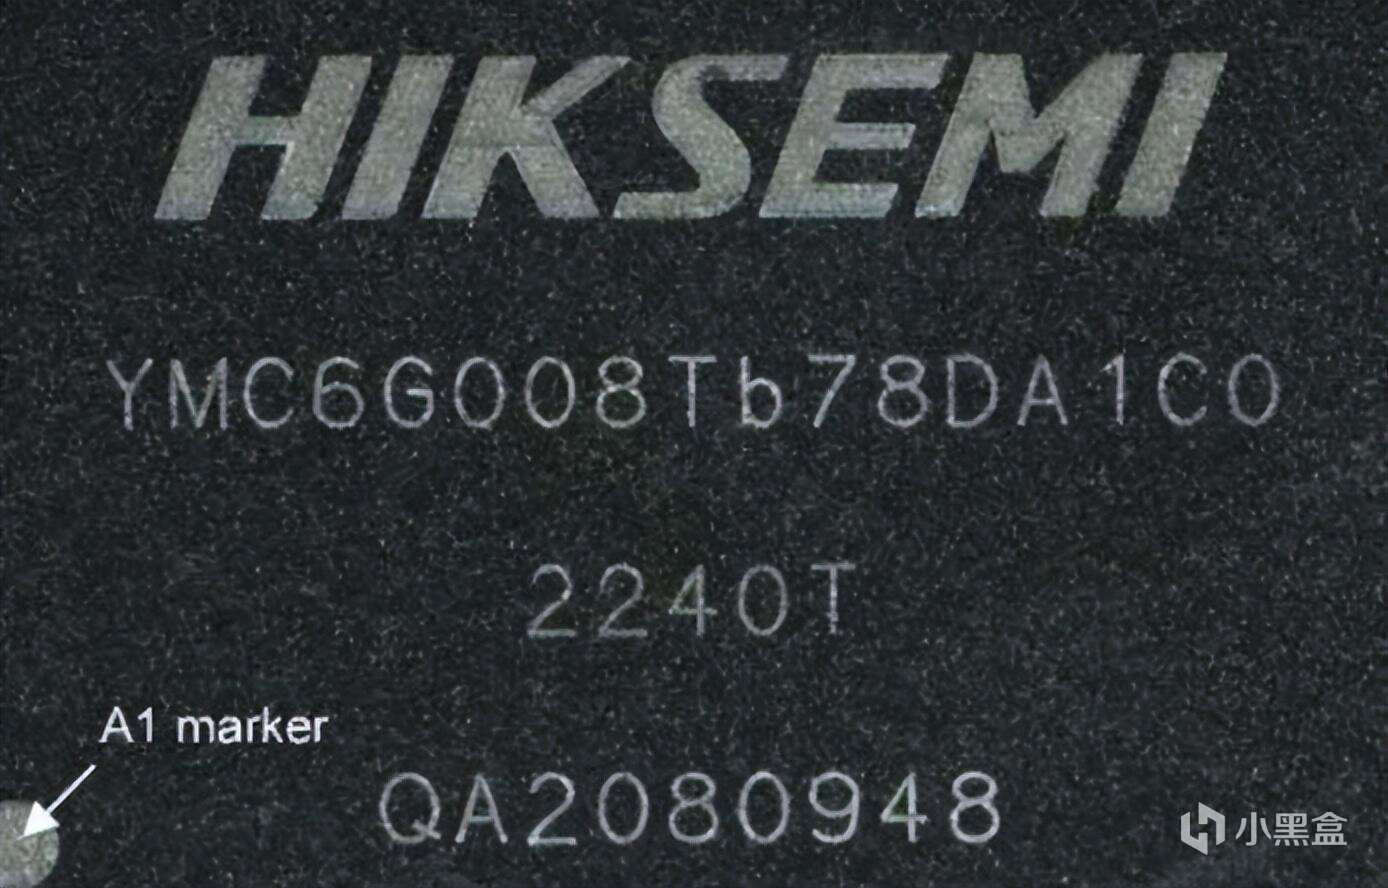 HIKSEMI
YMC6G008Tb78DA1C0
2240T
A1 marker
QA2080948
小黑盒